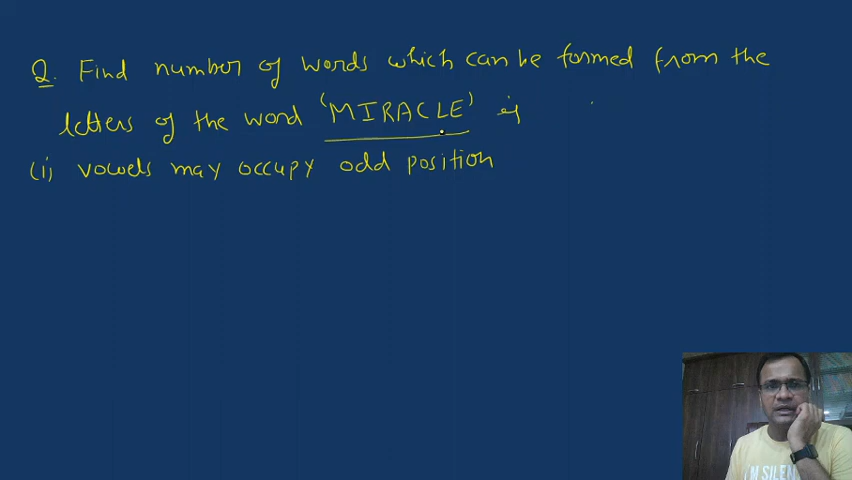 Q. Find number of words which can be formed from the
letters of the word 'MIRACLE' if
(i) vowels may occupy odd position
I'M SILEN